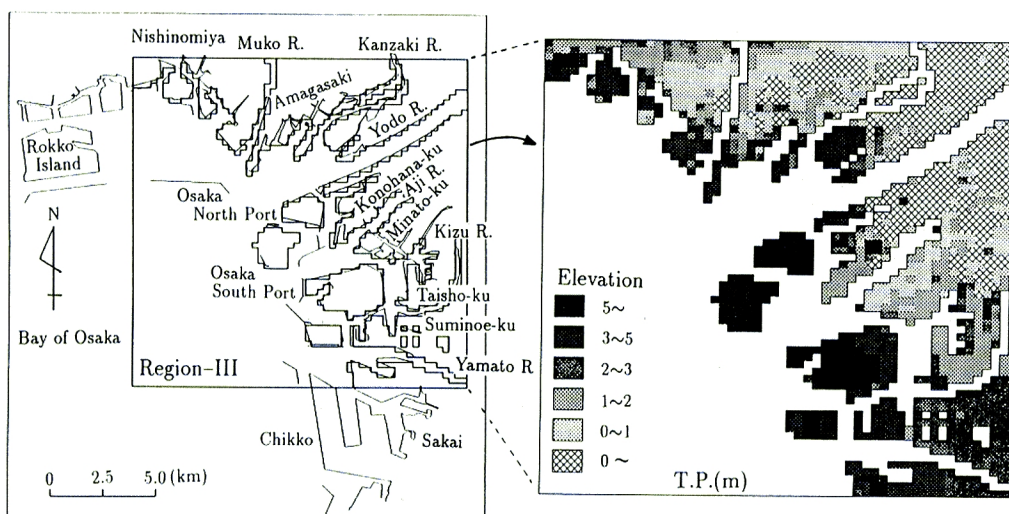 Nishinomiya
Muko R.
Kanzaki R.
Amagasaki
Yodo R.
Rokko
Island
Konohana-ku
Aji R.
Osaka
North Port
Minato-ku
N
Kizu R.
Osaka
South Port
Taisho-ku
Bay of Osaka
Suminoe-ku
Region-III
Yamato R
Chikko
Sakai
0 2.5 5.0 (km)
Elevation
5~
3~5
2~3
1~2
0~1
0 ~
T.P.(m)